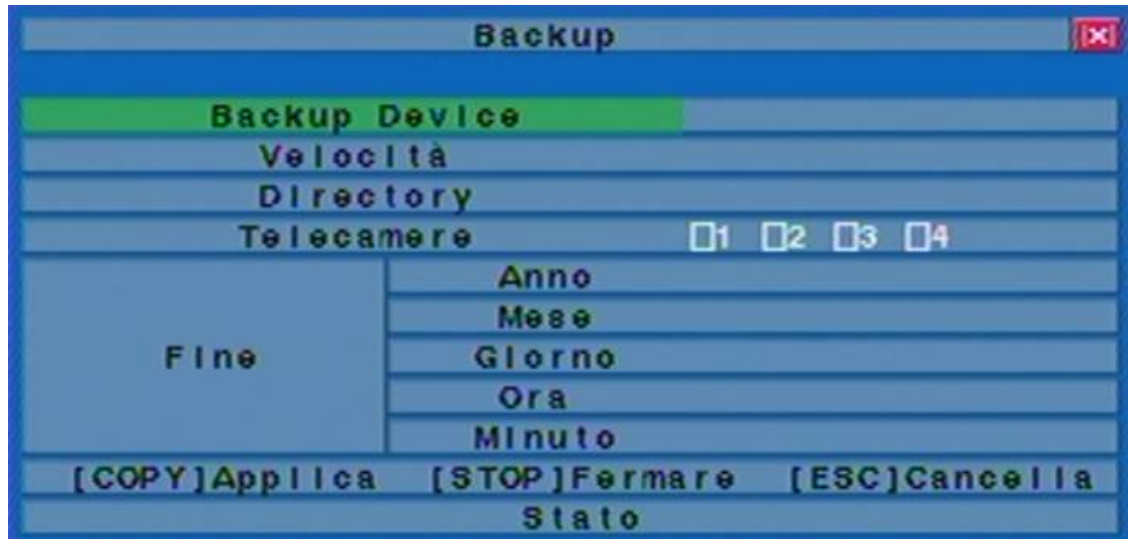 Backup [x]
Backup Device
Velocità
Directory
Telecamere 1 2 3 4
Fine
Anno
Mese
Giorno
Ora
Minuto
[COPY]Applica [STOP]Fermare [ESC]Cancella
Stato